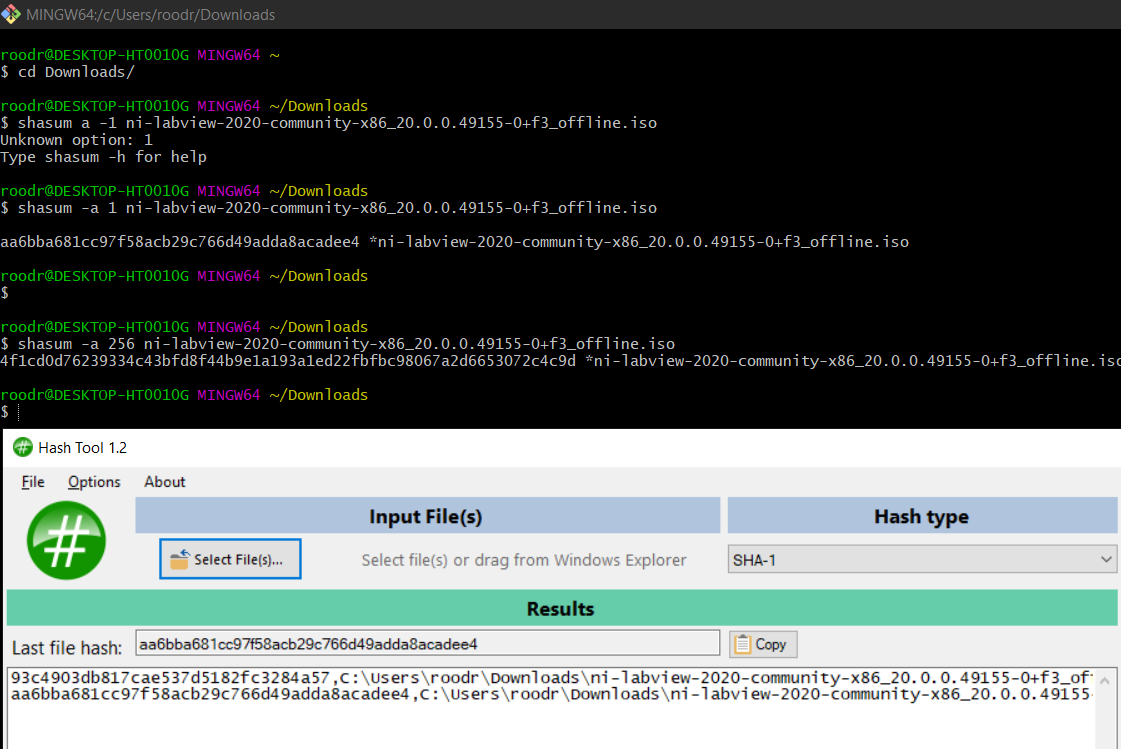 MINGW64:/c/Users/roodr/Downloads
roodr@DESKTOP-HT0010G MINGW64 ~
$ cd Downloads/
roodr@DESKTOP-HT0010G MINGW64 ~/Downloads
$ shasum a -1 ni-labview-2020-community-x86_20.0.0.49155-0+f3_offline.iso
Unknown option: 1
Type shasum -h for help
roodr@DESKTOP-HT0010G MINGW64 ~/Downloads
$ shasum -a 1 ni-labview-2020-community-x86_20.0.0.49155-0+f3_offline.iso
aa6bba681cc97f58acb29c766d49adda8acadee4 *ni-labview-2020-community-x86_20.0.0.49155-0+f3_offline.iso
roodr@DESKTOP-HT0010G MINGW64 ~/Downloads
$
roodr@DESKTOP-HT0010G MINGW64 ~/Downloads
$ shasum -a 256 ni-labview-2020-community-x86_20.0.0.49155-0+f3_offline.iso
4f1cd0d76239334c43bfd8f44b9e1a193a1ed22fbfbc98067a2d6653072c4c9d *ni-labview-2020-community-x86_20.0.0.49155-0+f3_offline.iso
roodr@DESKTOP-HT0010G MINGW64 ~/Downloads
$
# Hash Tool 1.2
File Options About
#
Input File(s) Hash type
Select File(s)... Select file(s) or drag from Windows Explorer SHA-1
Results
Last file hash: aa6bba681cc97f58acb29c766d49adda8acadee4 Copy
93c4903db817cae537d5182fc3284a57,C:\Users\roodr\Downloads\ni-labview-2020-community-x86_20.0.0.49155-0+f3_off
aa6bba681cc97f58acb29c766d49adda8acadee4,C:\Users\roodr\Downloads\ni-labview-2020-community-x86_20.0.0.49155